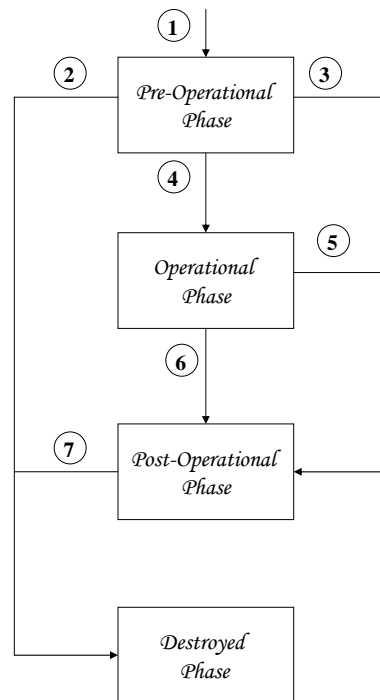 1
2
3
Pre-Operational
Phase
4
5
Operational
Phase
6
7
Post-Operational
Phase
Destroyed
Phase